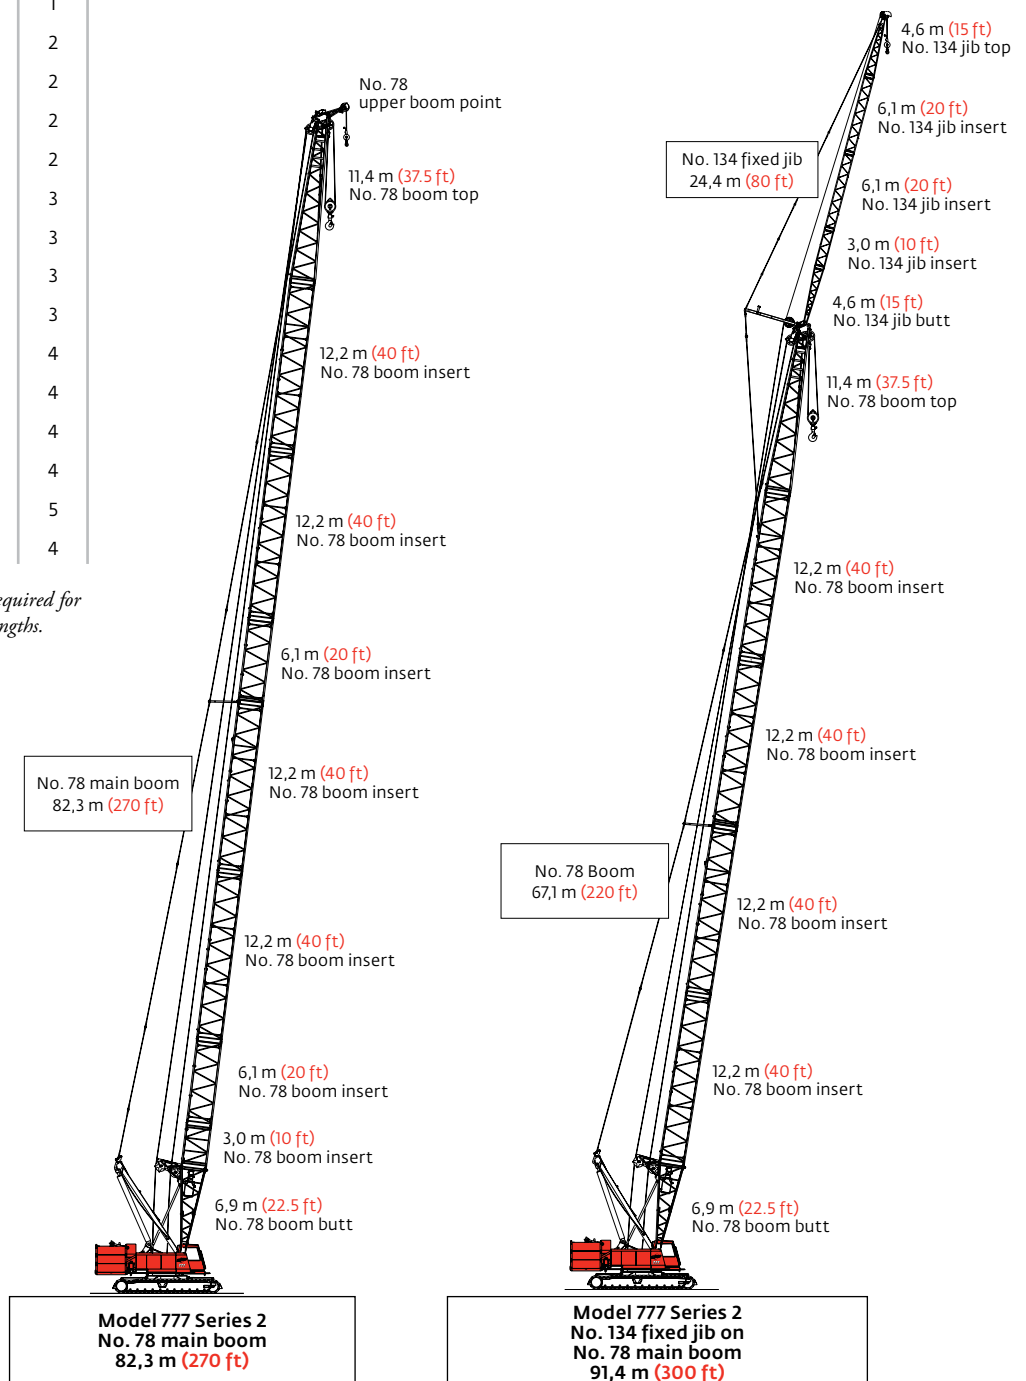 1
2
2
2
2
3
3
3
3
4
4
4
4
5
4
equired for
ngths.
No. 78
upper boom point
11,4 m (37.5 ft)
No. 78 boom top
12,2 m (40 ft)
No. 78 boom insert
12,2 m (40 ft)
No. 78 boom insert
6,1 m (20 ft)
No. 78 boom insert
No. 78 main boom
82,3 m (270 ft)
12,2 m (40 ft)
No. 78 boom insert
12,2 m (40 ft)
No. 78 boom insert
6,1 m (20 ft)
No. 78 boom insert
3,0 m (10 ft)
No. 78 boom insert
6,9 m (22.5 ft)
No. 78 boom butt
777
Model 777 Series 2
No. 78 main boom
82,3 m (270 ft)
4,6 m (15 ft)
No. 134 jib top
6,1 m (20 ft)
No. 134 jib insert
No. 134 fixed jib
24,4 m (80 ft)
6,1 m (20 ft)
No. 134 jib insert
3,0 m (10 ft)
No. 134 jib insert
4,6 m (15 ft)
No. 134 jib butt
11,4 m (37.5 ft)
No. 78 boom top
12,2 m (40 ft)
No. 78 boom insert
12,2 m (40 ft)
No. 78 boom insert
No. 78 Boom
67,1 m (220 ft)
12,2 m (40 ft)
No. 78 boom insert
12,2 m (40 ft)
No. 78 boom insert
6,9 m (22.5 ft)
No. 78 boom butt
777
Model 777 Series 2
No. 134 fixed jib on
No. 78 main boom
91,4 m (300 ft)